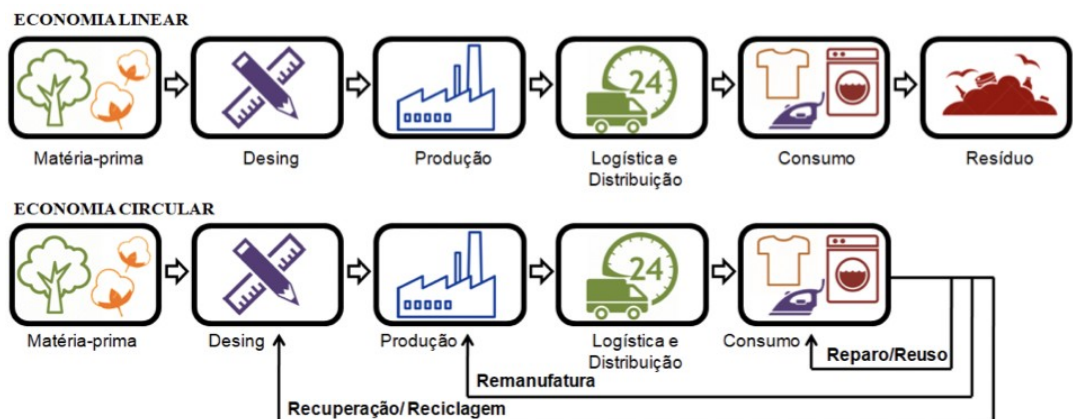 ECONOMIA LINEAR
24
Matéria-prima
Desing
Produção
Logística e
Distribuição
Consumo
Resíduo
ECONOMIA CIRCULAR
24
Matéria-prima
Desing
Produção
Logística e
Distribuição
Consumo
Reparo/Reuso
Remanufatura
Recuperação/ Reciclagem